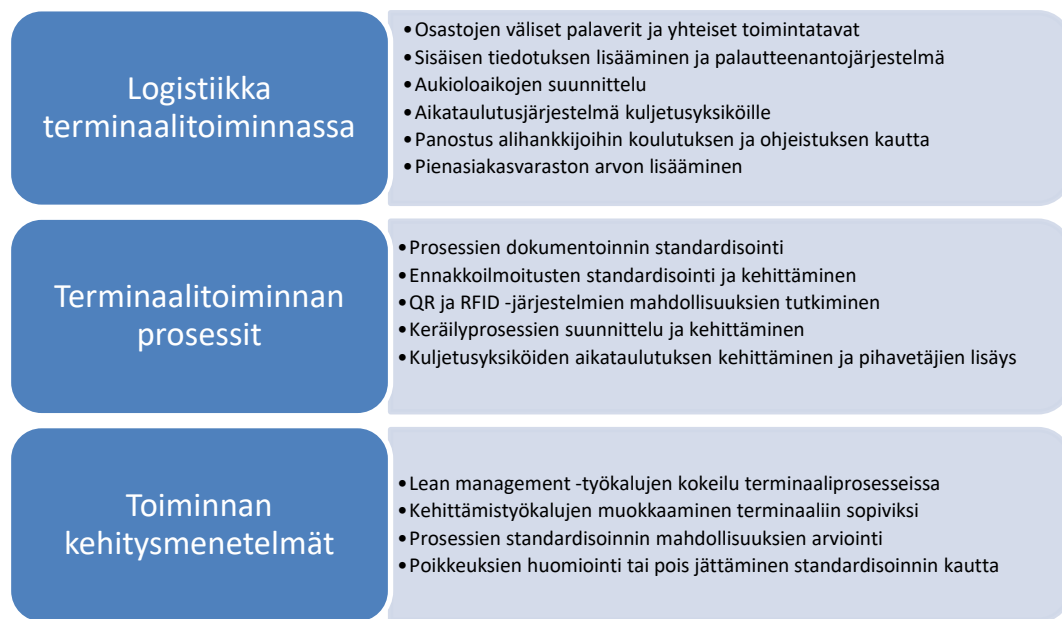 Logistiikka
terminaalitoiminnassa
•Osastojen väliset palaverit ja yhteiset toimintatavat
•Sisäisen tiedotuksen lisääminen ja palautteenantojärjestelmä
•Aukioloaikojen suunnittelu
•Aikataulutusjärjestelmä kuljetusyksiköille
•Panostus alihankkijoihin koulutuksen ja ohjeistuksen kautta
•Pienasiakasvaraston arvon lisääminen
Terminaalitoiminnan
prosessit
•Prosessien dokumentoinnin standardisointi
•Ennakkoilmoitusten standardisointi ja kehittäminen
•QR ja RFID -järjestelmien mahdollisuuksien tutkiminen
•Keräilyprosessien suunnittelu ja kehittäminen
•Kuljetusyksiköiden aikataulutuksen kehittäminen ja pihavetäjien lisäys
Toiminnan
kehitysmenetelmät
•Lean management -työkalujen kokeilu terminaaliprosesseissa
•Kehittämistyökalujen muokkaaminen terminaaliin sopiviksi
•Prosessien standardisoinnin mahdollisuuksien arviointi
•Poikkeuksien huomiointi tai pois jättäminen standardisoinnin kautta